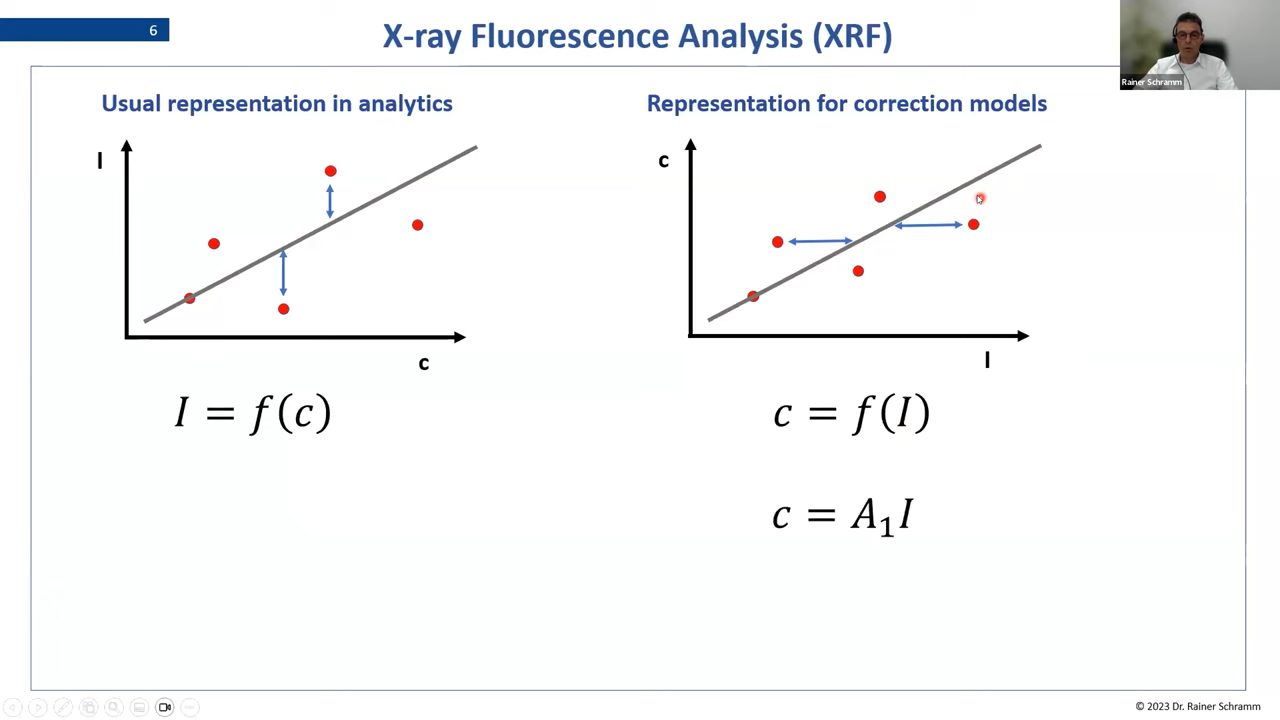 6
X-ray Fluorescence Analysis (XRF)
Rainer Schramm
Usual representation in analytics
Representation for correction models
I
c
I = f(c)
c
I
c = f(I)
c = A₁I
© 2023 Dr. Rainer Schramm